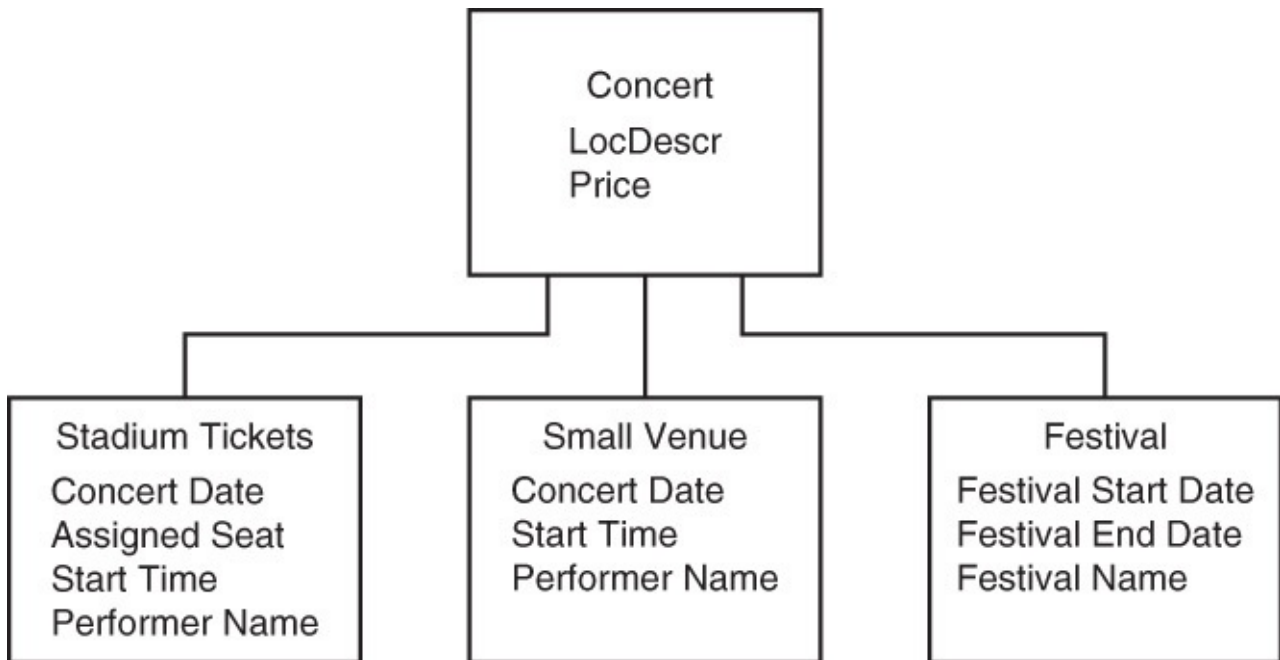 Concert
LocDescr
Price
Stadium Tickets
Concert Date
Assigned Seat
Start Time
Performer Name
Small Venue
Concert Date
Start Time
Performer Name
Festival
Festival Start Date
Festival End Date
Festival Name